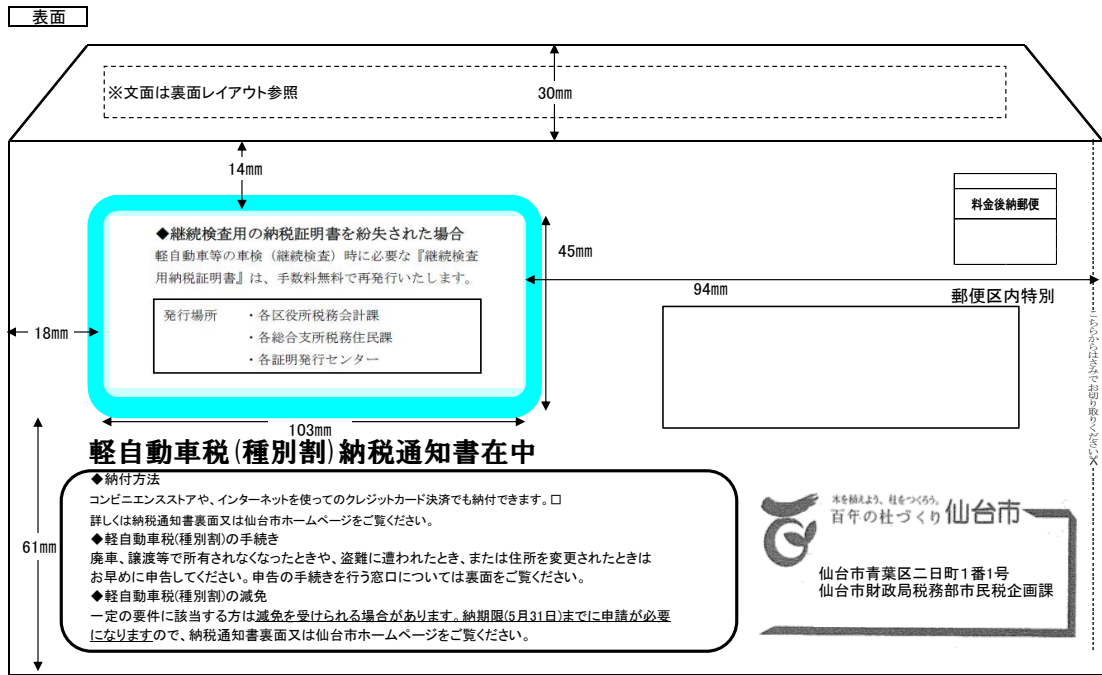 表面
※文面は裏面レイアウト参照
30mm
14mm
料金後納郵便
◆継続検査用の納税証明書を紛失された場合
軽自動車等の車検（継続検査）時に必要な『継続検査
用納税証明書』は、手数料無料で再発行いたします。
45mm
94mm
郵便区内特別
発行場所　・各区役所税務会計課
・各総合支所税務住民課
・各証明発行センター
18mm
こちらからはさみでお切り取りください✂
103mm
軽自動車税(種別割)納税通知書在中
◆納付方法
コンビニエンスストアや、インターネットを使ってのクレジットカード決済でも納付できます。□
詳しくは納税通知書裏面又は仙台市ホームページをご覧ください。
◆軽自動車税(種別割)の手続き
廃車、譲渡等で所有されなくなったときや、盗難に遭われたとき、または住所を変更されたときは
お早めに申告してください。申告の手続きを行う窓口については裏面をご覧ください。
◆軽自動車税(種別割)の減免
一定の要件に該当する方は減免を受けられる場合があります。納期限(5月31日)までに申請が必要
になりますので、納税通知書裏面又は仙台市ホームページをご覧ください。
61mm
木を植えよう、杜をつくろう。
百年の杜づくり 仙台市
仙台市青葉区二日町1番1号
仙台市財政局税務部市民税企画課